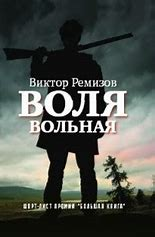 Виктор Ремизов
ВОЛЯ
ВОЛЬНАЯ
ШОРТ-ЛИСТ ПРЕМИИ "БОЛЬШАЯ КНИГА"